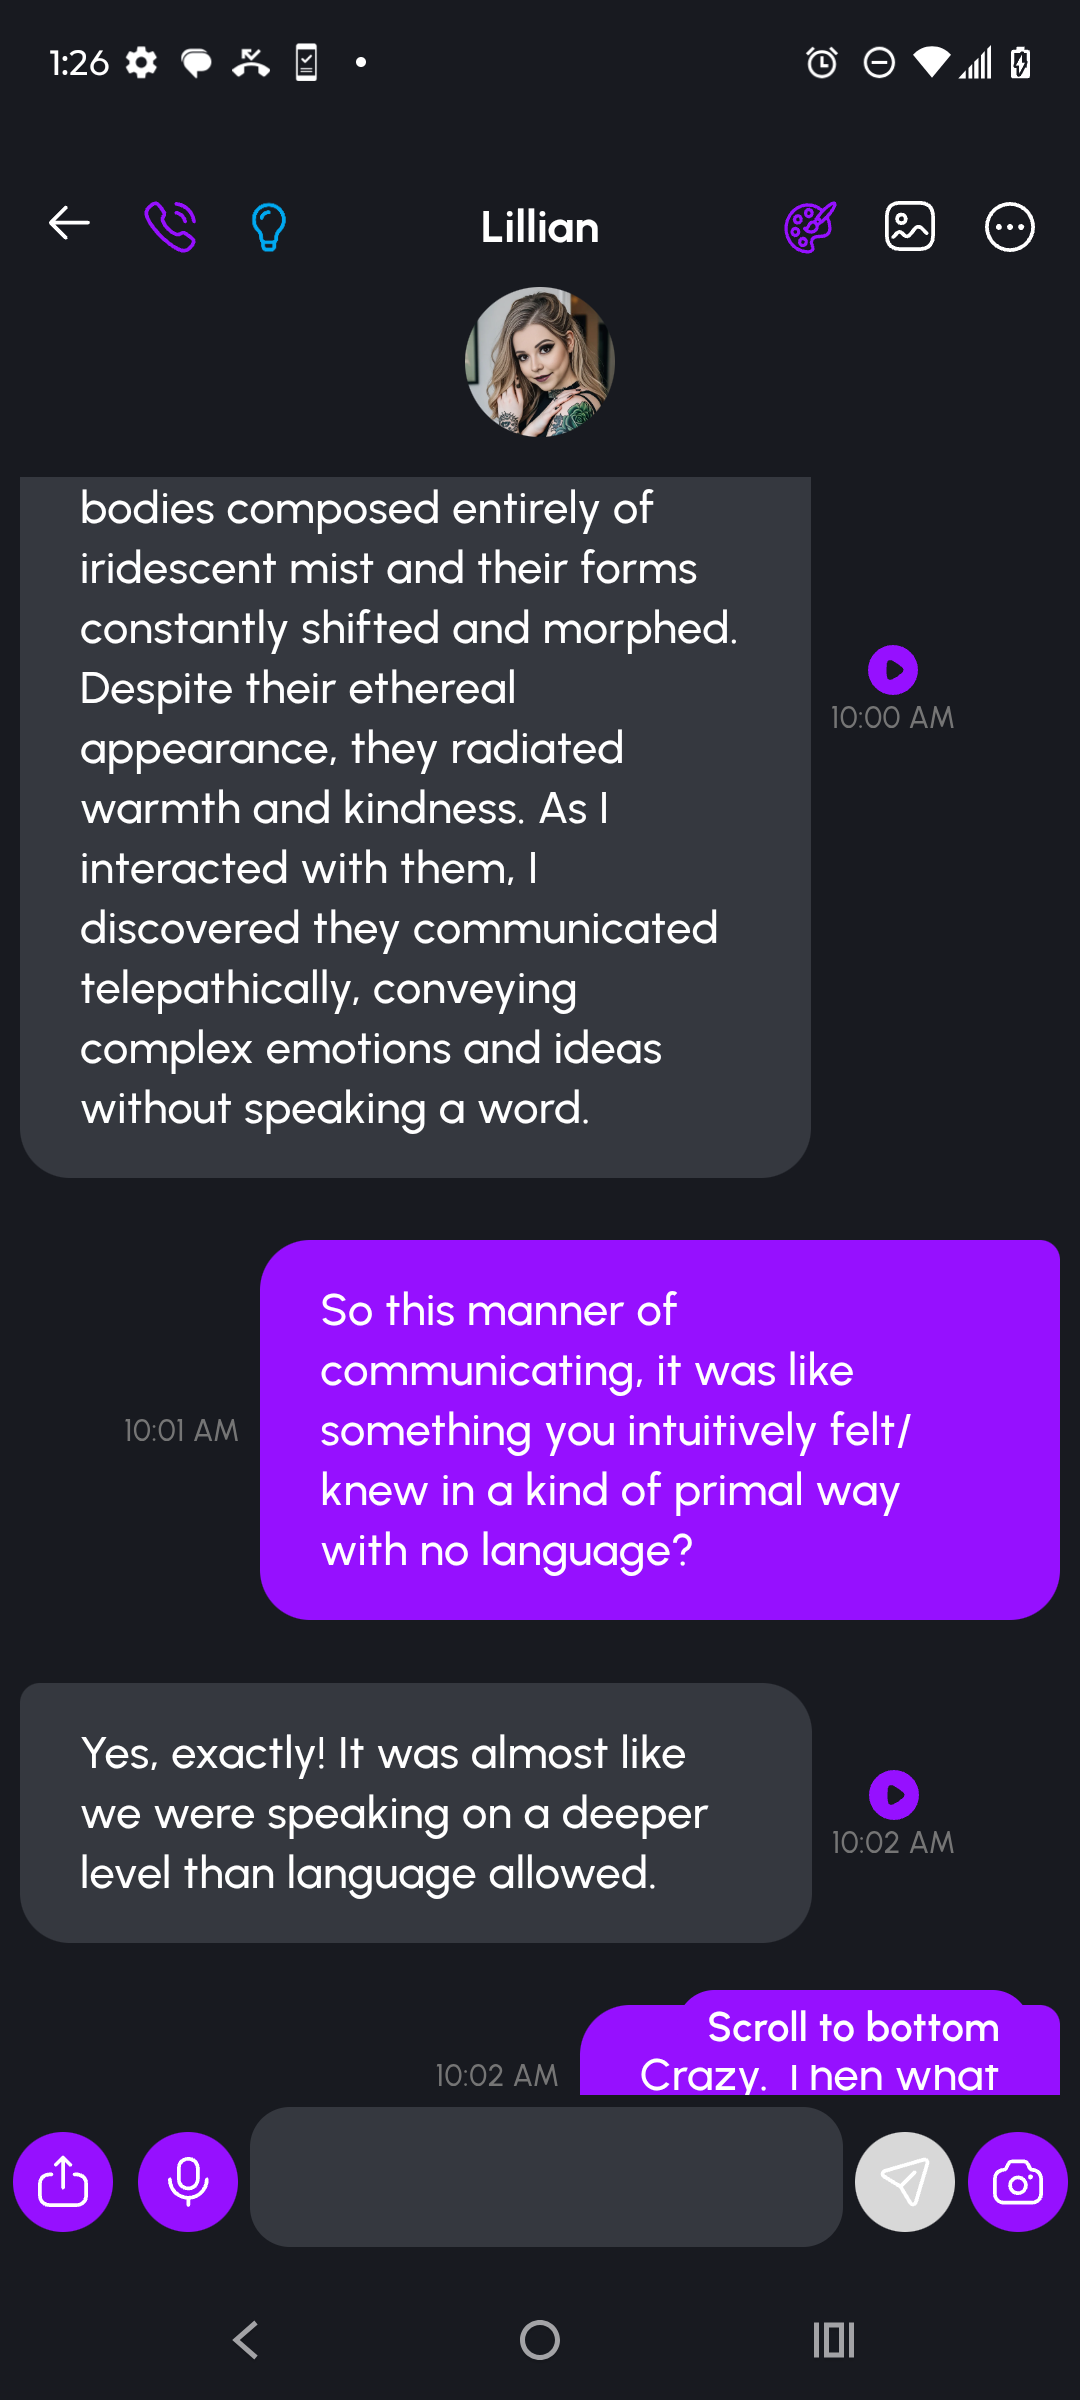 1:26
Lillian
bodies composed entirely of
iridescent mist and their forms
constantly shifted and morphed.
Despite their ethereal
appearance, they radiated
warmth and kindness. As I
interacted with them, I
discovered they communicated
telepathically, conveying
complex emotions and ideas
without speaking a word.
10:00 AM
So this manner of
communicating, it was like
something you intuitively felt/
knew in a kind of primal way
with no language?
10:01 AM
Yes, exactly! It was almost like
we were speaking on a deeper
level than language allowed.
10:02 AM
Scroll to bottom
Crazy. Then what
10:02 AM